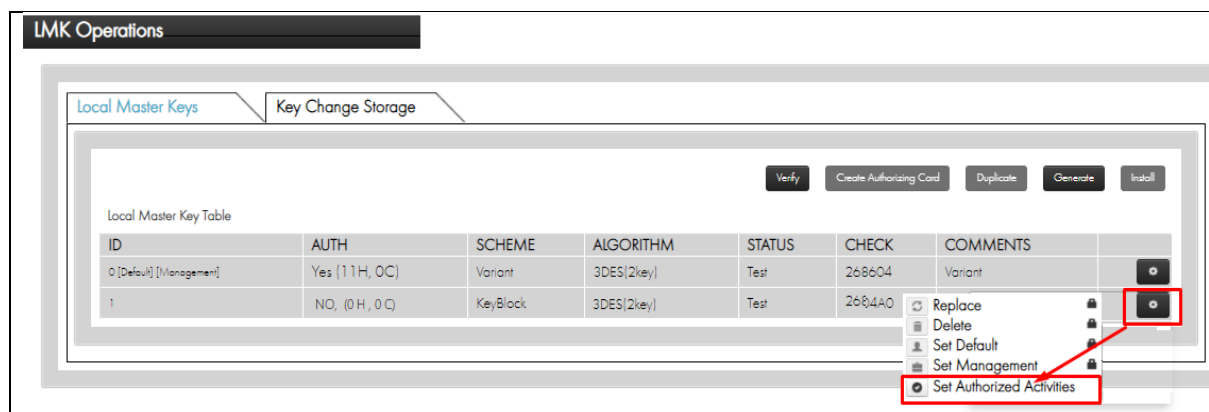 LMK Operations
Local Master Keys
Key Change Storage
Verify
Create Authorizing Card
Duplicate
Generate
Install
Local Master Key Table
ID AUTH SCHEME ALGORITHM STATUS CHECK COMMENTS
0 [Default] [Management] Yes (11H, 0C) Variant 3DES(2key) Test 268604 Variant
1 NO, (0H, 0C) KeyBlock 3DES(2key) Test
Replace
Delete
Set Default
Set Management
Set Authorized Activities